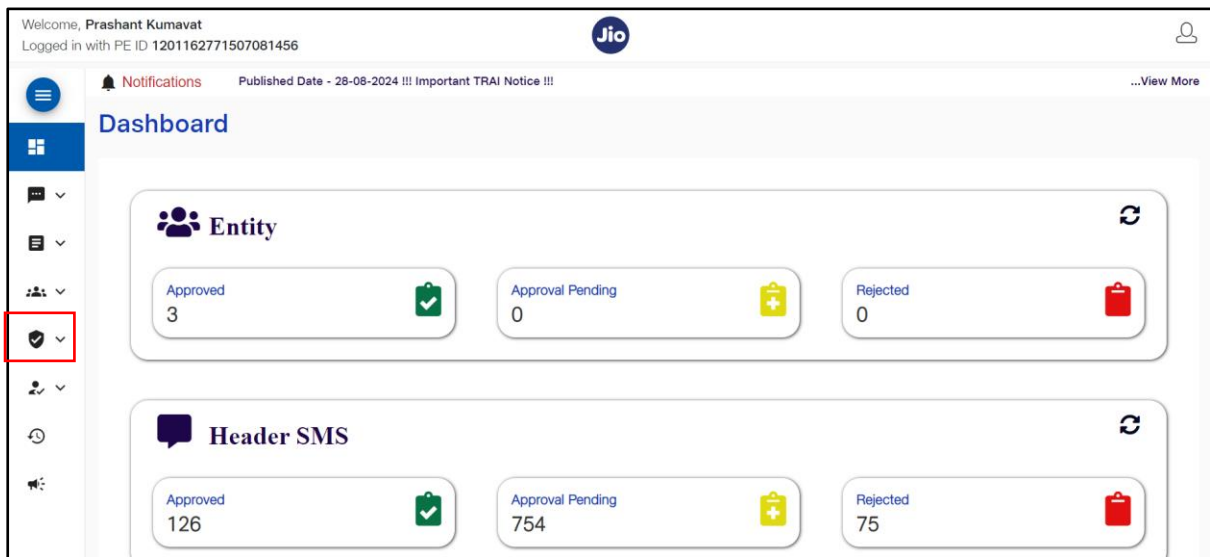 Welcome, Prashant Kumavat
Logged in with PE ID 1201162771507081456
Jio
Notifications Published Date - 28-08-2024 !!! Important TRAI Notice !!! ...View More
Dashboard
Entity
Approved Approval Pending Rejected
3 0 0
Header SMS
Approved Approval Pending Rejected
126 754 75